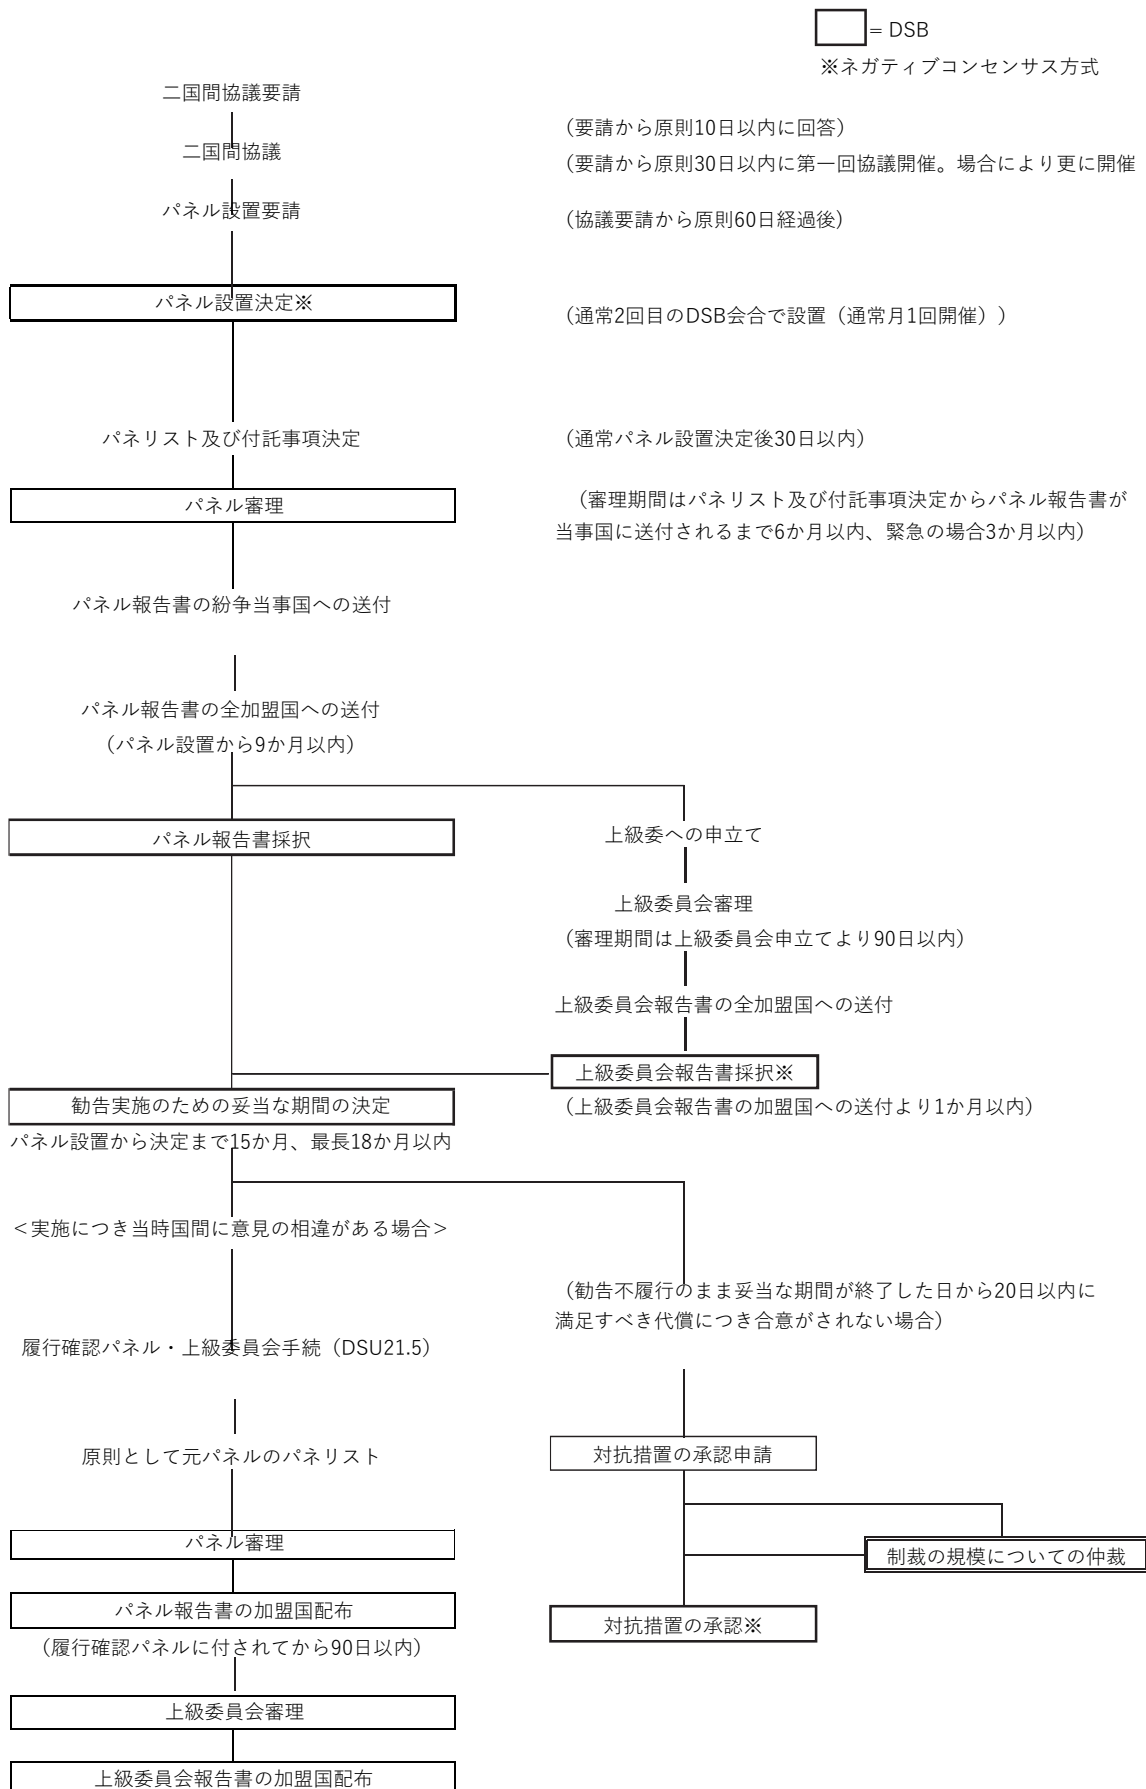 = DSB
※ネガティブコンセンサス方式
二国間協議要請
（要請から原則10日以内に回答）
二国間協議
（要請から原則30日以内に第一回協議開催。場合により更に開催
パネル設置要請
（協議要請から原則60日経過後）
パネル設置決定※
（通常2回目のDSB会合で設置（通常月1回開催））
パネリスト及び付託事項決定
（通常パネル設置決定後30日以内）
パネル審理
（審理期間はパネリスト及び付託事項決定からパネル報告書が
当事国に送付されるまで6か月以内、緊急の場合3か月以内）
パネル報告書の紛争当事国への送付
パネル報告書の全加盟国への送付
（パネル設置から9か月以内）
パネル報告書採択
上級委への申立て
上級委員会審理
（審理期間は上級委員会申立てより90日以内）
上級委員会報告書の全加盟国への送付
上級委員会報告書採択※
（上級委員会報告書の加盟国への送付より1か月以内）
勧告実施のための妥当な期間の決定
パネル設置から決定まで15か月、最長18か月以内
＜実施につき当時国間に意見の相違がある場合＞
（勧告不履行のまま妥当な期間が終了した日から20日以内に
満足すべき代償につき合意がされない場合）
履行確認パネル・上級委員会手続（DSU21.5）
原則として元パネルのパネリスト
対抗措置の承認申請
パネル審理
制裁の規模についての仲裁
パネル報告書の加盟国配布
（履行確認パネルに付されてから90日以内）
対抗措置の承認※
上級委員会審理
上級委員会報告書の加盟国配布